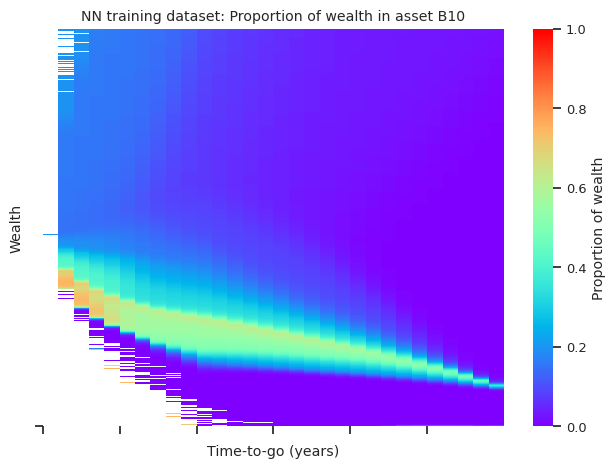 NN training dataset: Proportion of wealth in asset B10
Wealth
Time-to-go (years)
1.0
0.8
0.6
0.4
0.2
0.0
Proportion of wealth